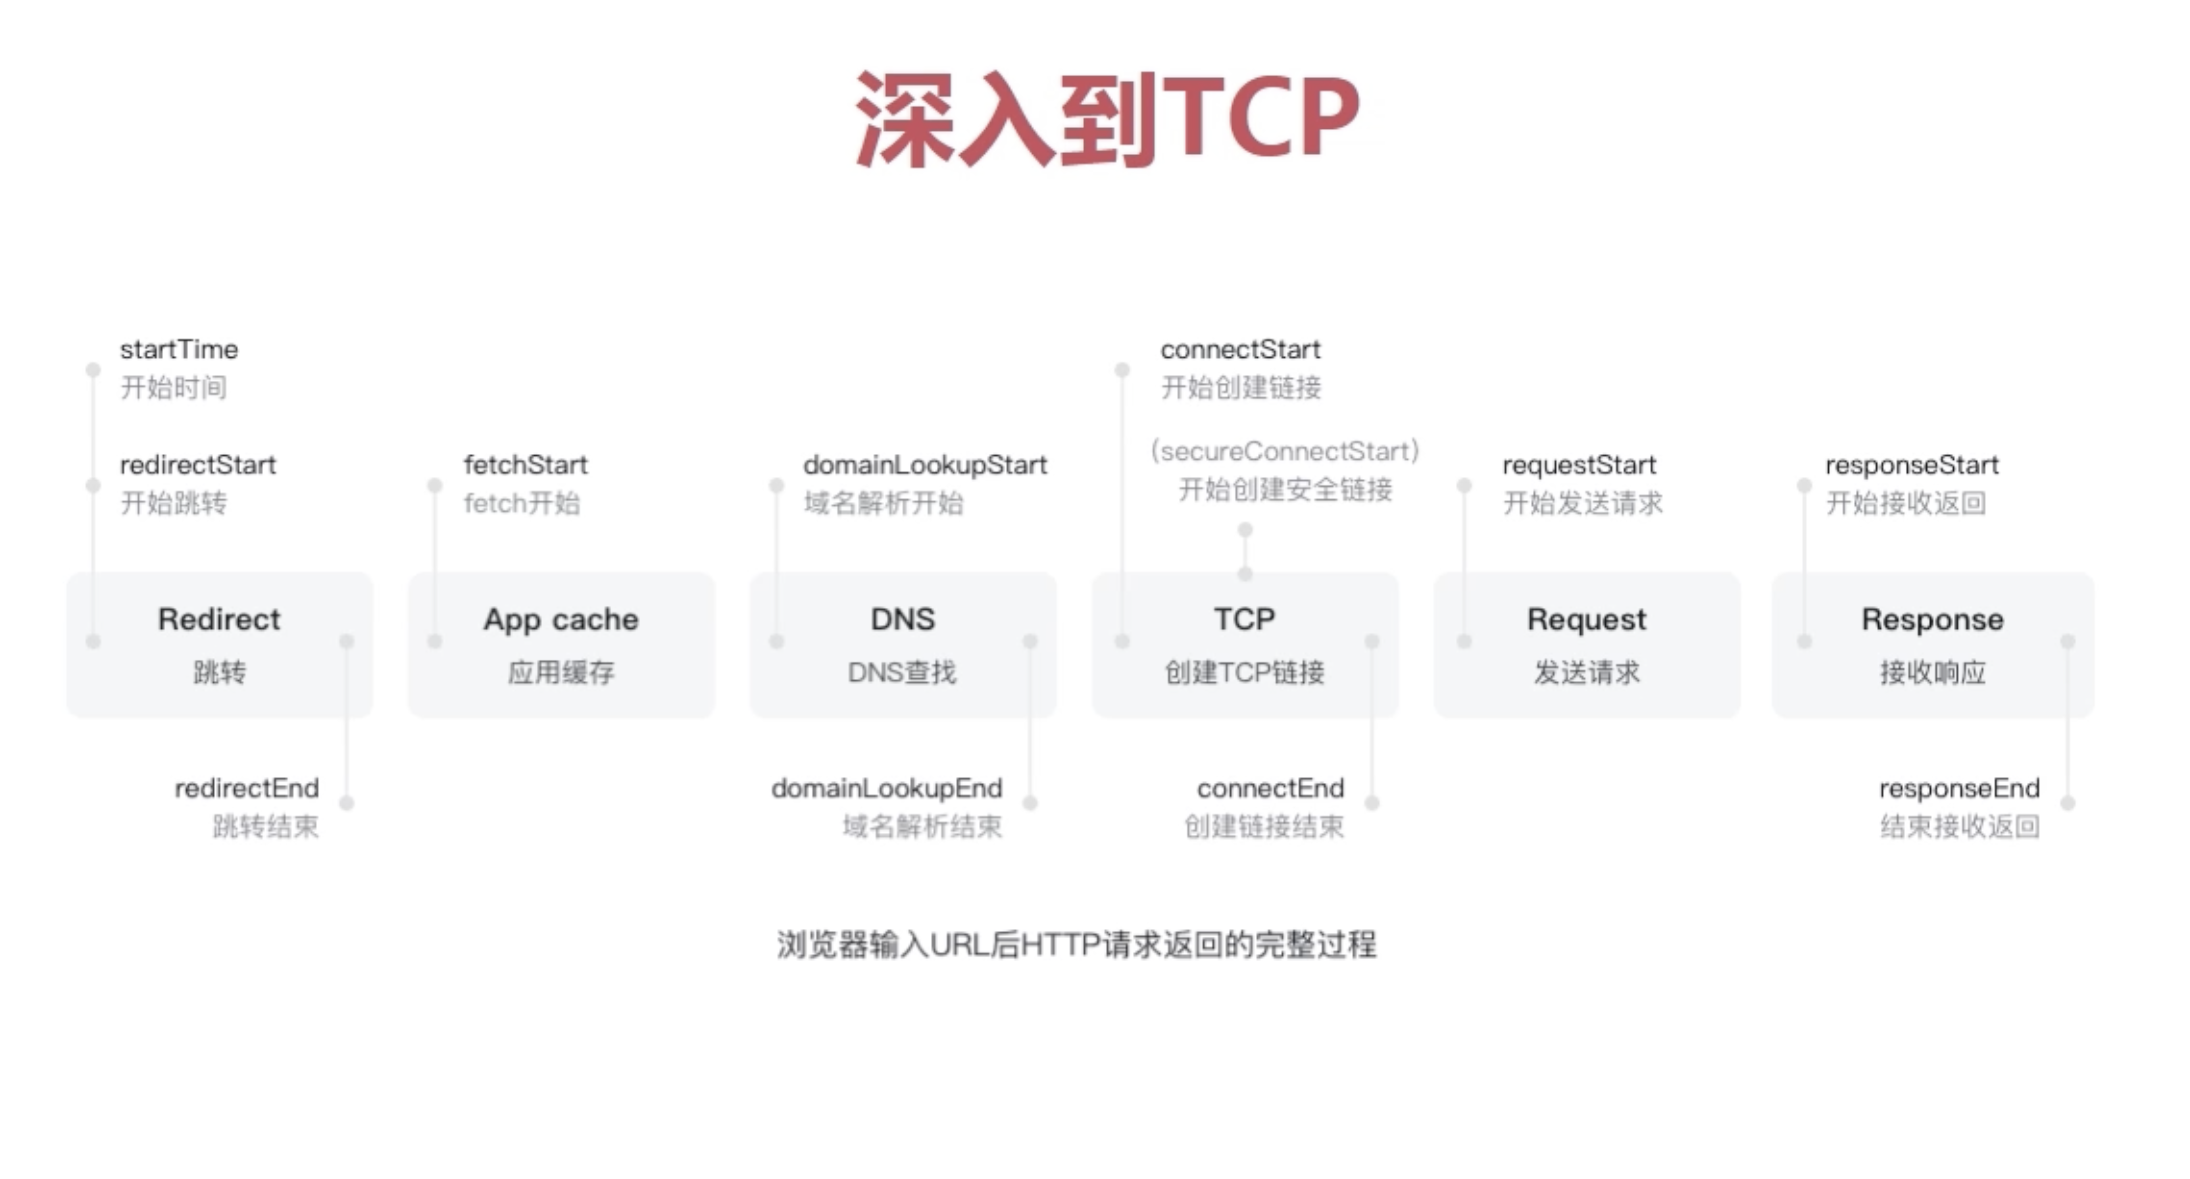 深入到TCP
startTime
开始时间
redirectStart
开始跳转
fetchStart
fetch开始
domainLookupStart
域名解析开始
connectStart
开始创建链接
(secureConnectStart)
开始创建安全链接
requestStart
开始发送请求
responseStart
开始接收返回
Redirect
跳转
App cache
应用缓存
DNS
DNS查找
TCP
创建TCP链接
Request
发送请求
Response
接收响应
redirectEnd
跳转结束
domainLookupEnd
域名解析结束
connectEnd
创建链接结束
responseEnd
结束接收返回
浏览器输入URL后HTTP请求返回的完整过程